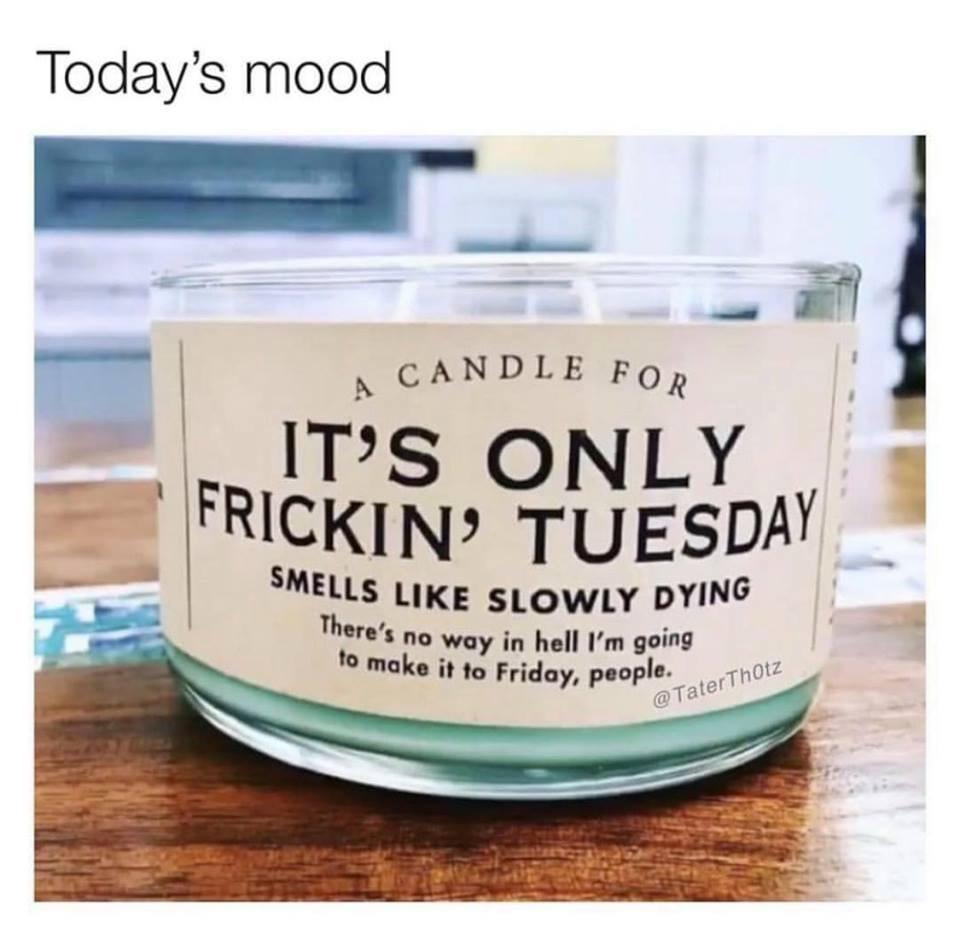 Today's mood
A CANDLE FOR
IT'S ONLY
FRICKIN' TUESDAY
SMELLS LIKE SLOWLY DYING
There's no way in hell I'm going
to make it to Friday, people.
@TaterTh0tz